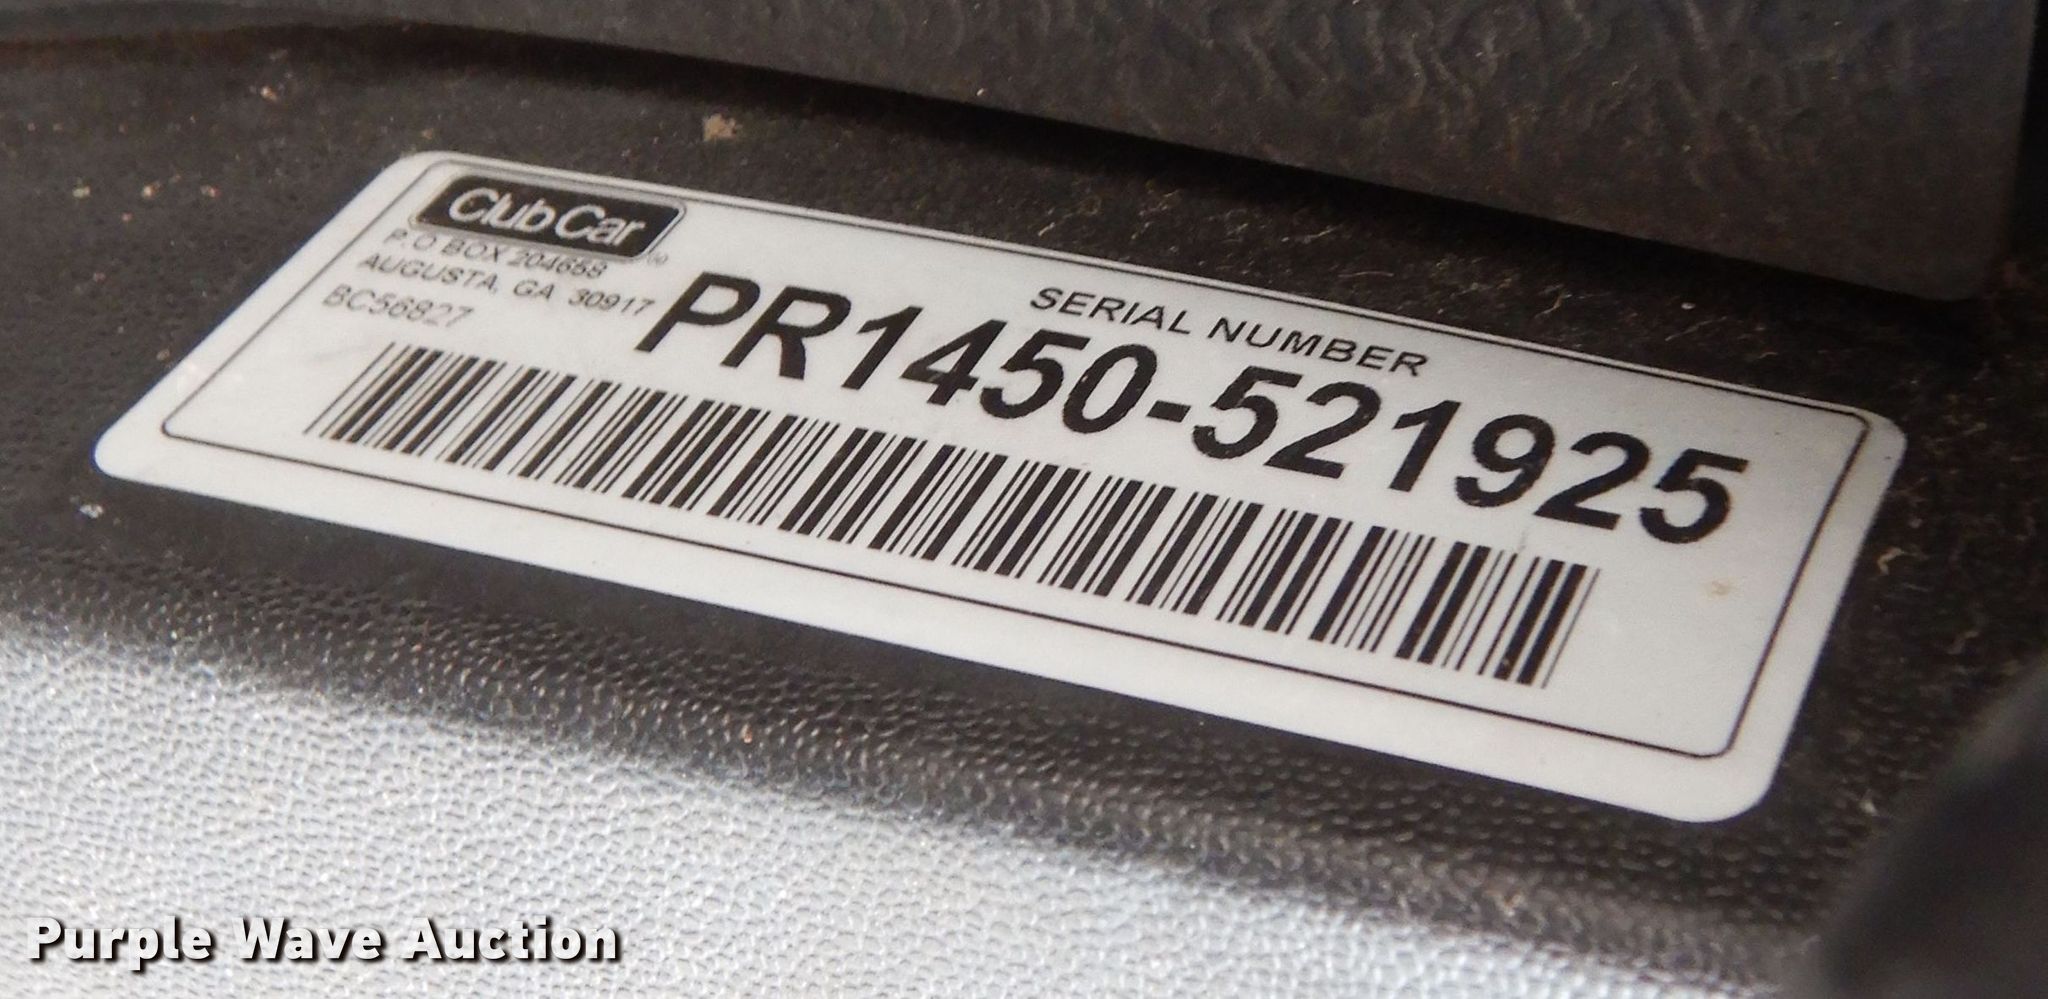 Club Car
P.O BOX 204658
AUGUSTA, GA 30917
BC56827
SERIAL NUMBER
PR1450-521925
Purple Wave Auction